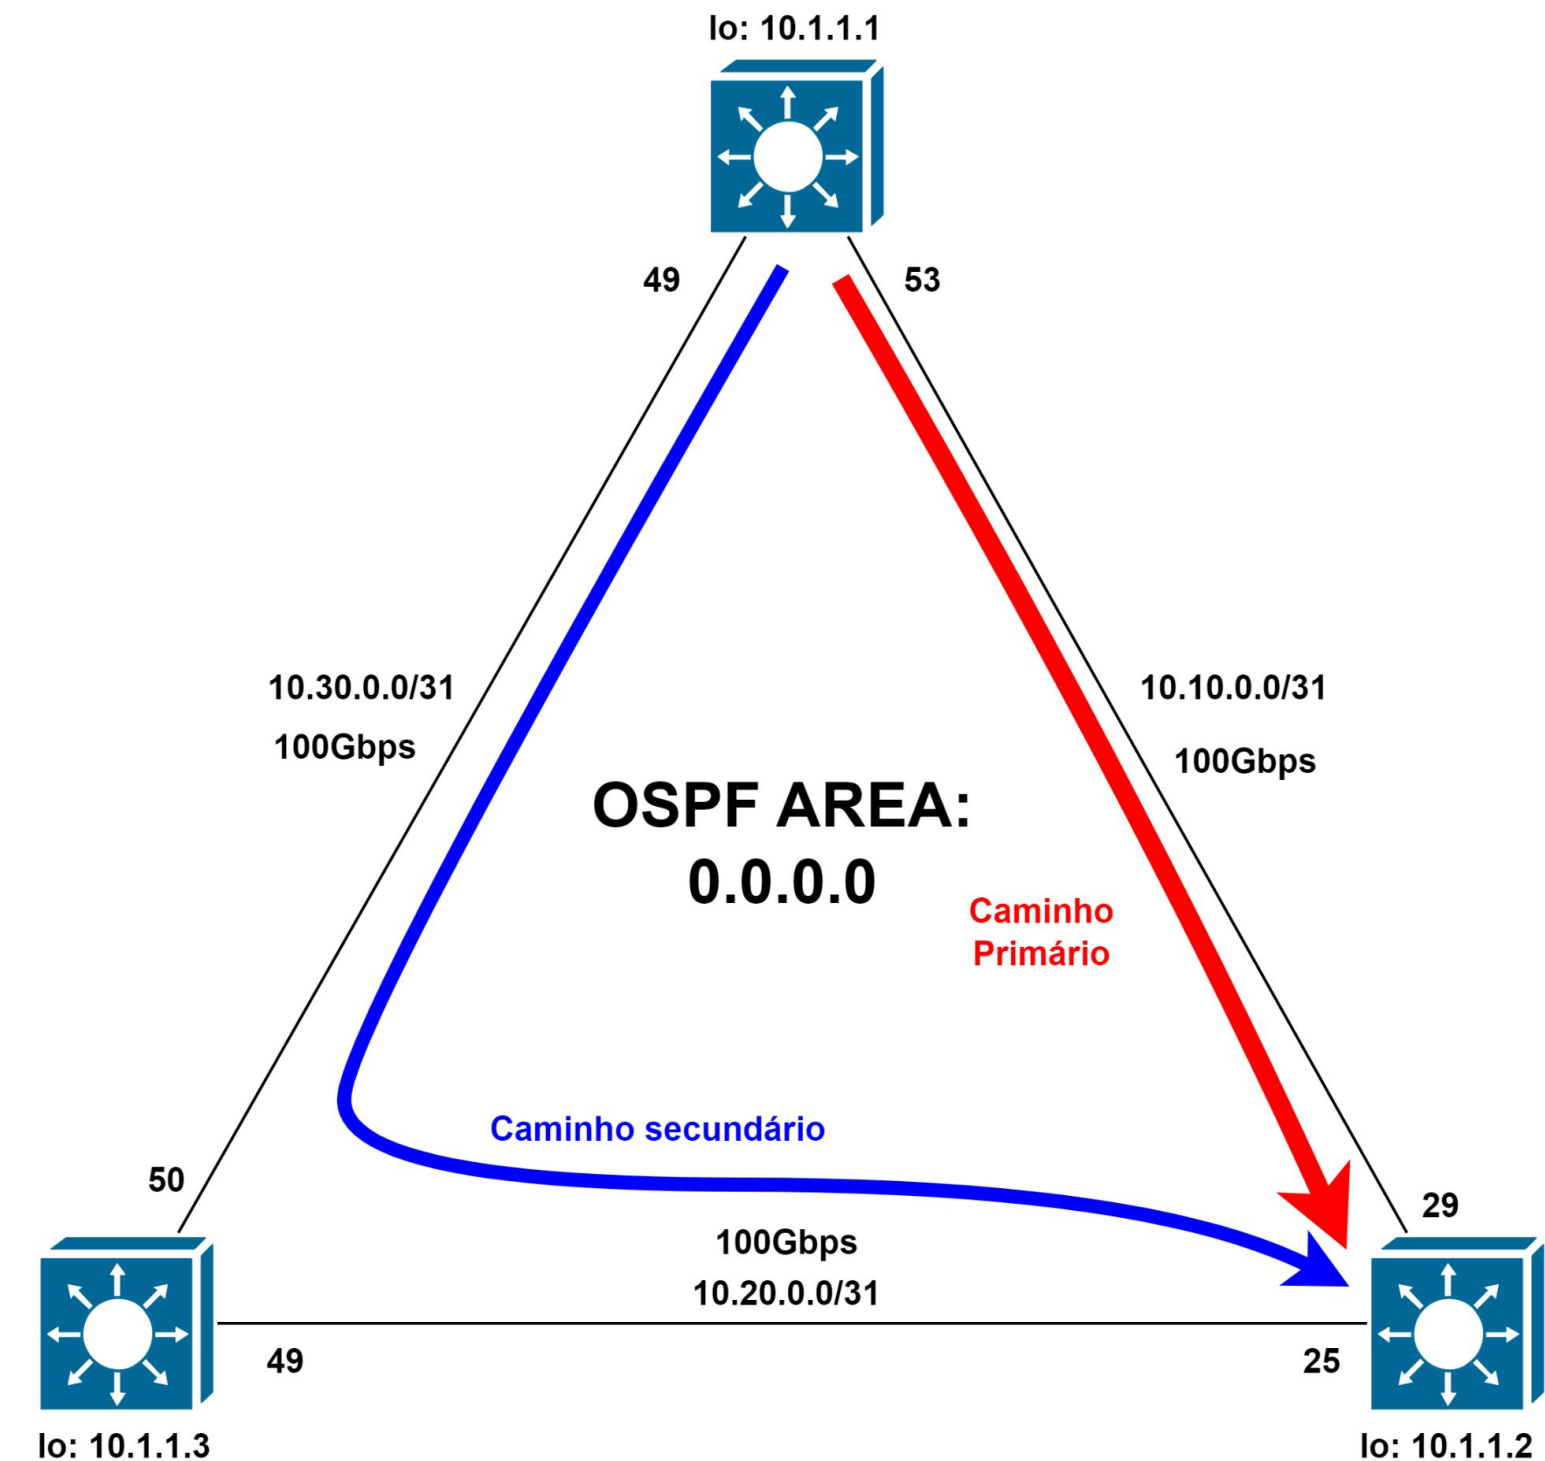 lo: 10.1.1.1
49
53
10.30.0.0/31
100Gbps
10.10.0.0/31
100Gbps
OSPF AREA:
0.0.0.0
Caminho
Primário
Caminho secundário
50
29
100Gbps
10.20.0.0/31
49
25
lo: 10.1.1.3
lo: 10.1.1.2